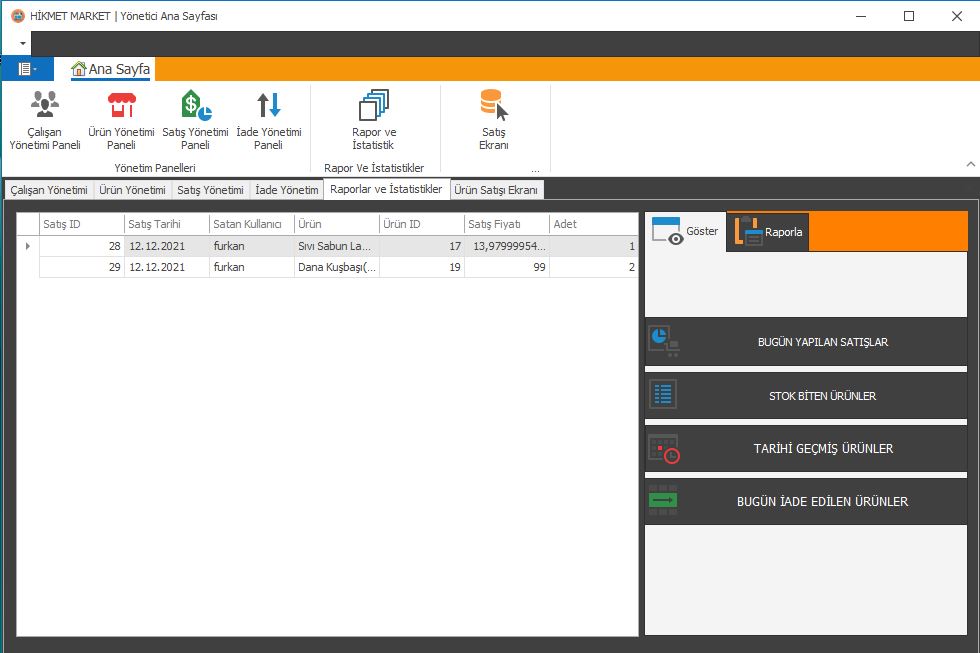 HİKMET MARKET | Yönetici Ana Sayfası
Ana Sayfa
Çalışan
Yönetim Paneli
Ürün Yönetimi
Paneli
Satış Yönetimi
Paneli
İade Yönetimi
Paneli
Rapor ve
İstatistik
Satış
Ekranı
Yönetim Panelleri
Rapor Ve İstatistikler
...
Çalışan Yönetimi
Ürün Yönetimi
Satış Yönetimi
İade Yönetim
Raporlar ve İstatistikler
Ürün Satışı Ekranı
Satış ID Satış Tarihi Satan Kullanıcı Ürün Ürün ID Satış Fiyatı Adet
28 12.12.2021 furkan Sıvı Sabun La... 17 13,97999954... 1
29 12.12.2021 furkan Dana Kuşbaşı(... 19 99 2
Göster
Raporla
BUGÜN YAPILAN SATIŞLAR
STOK BİTEN ÜRÜNLER
TARİHİ GEÇMİŞ ÜRÜNLER
BUGÜN İADE EDİLEN ÜRÜNLER